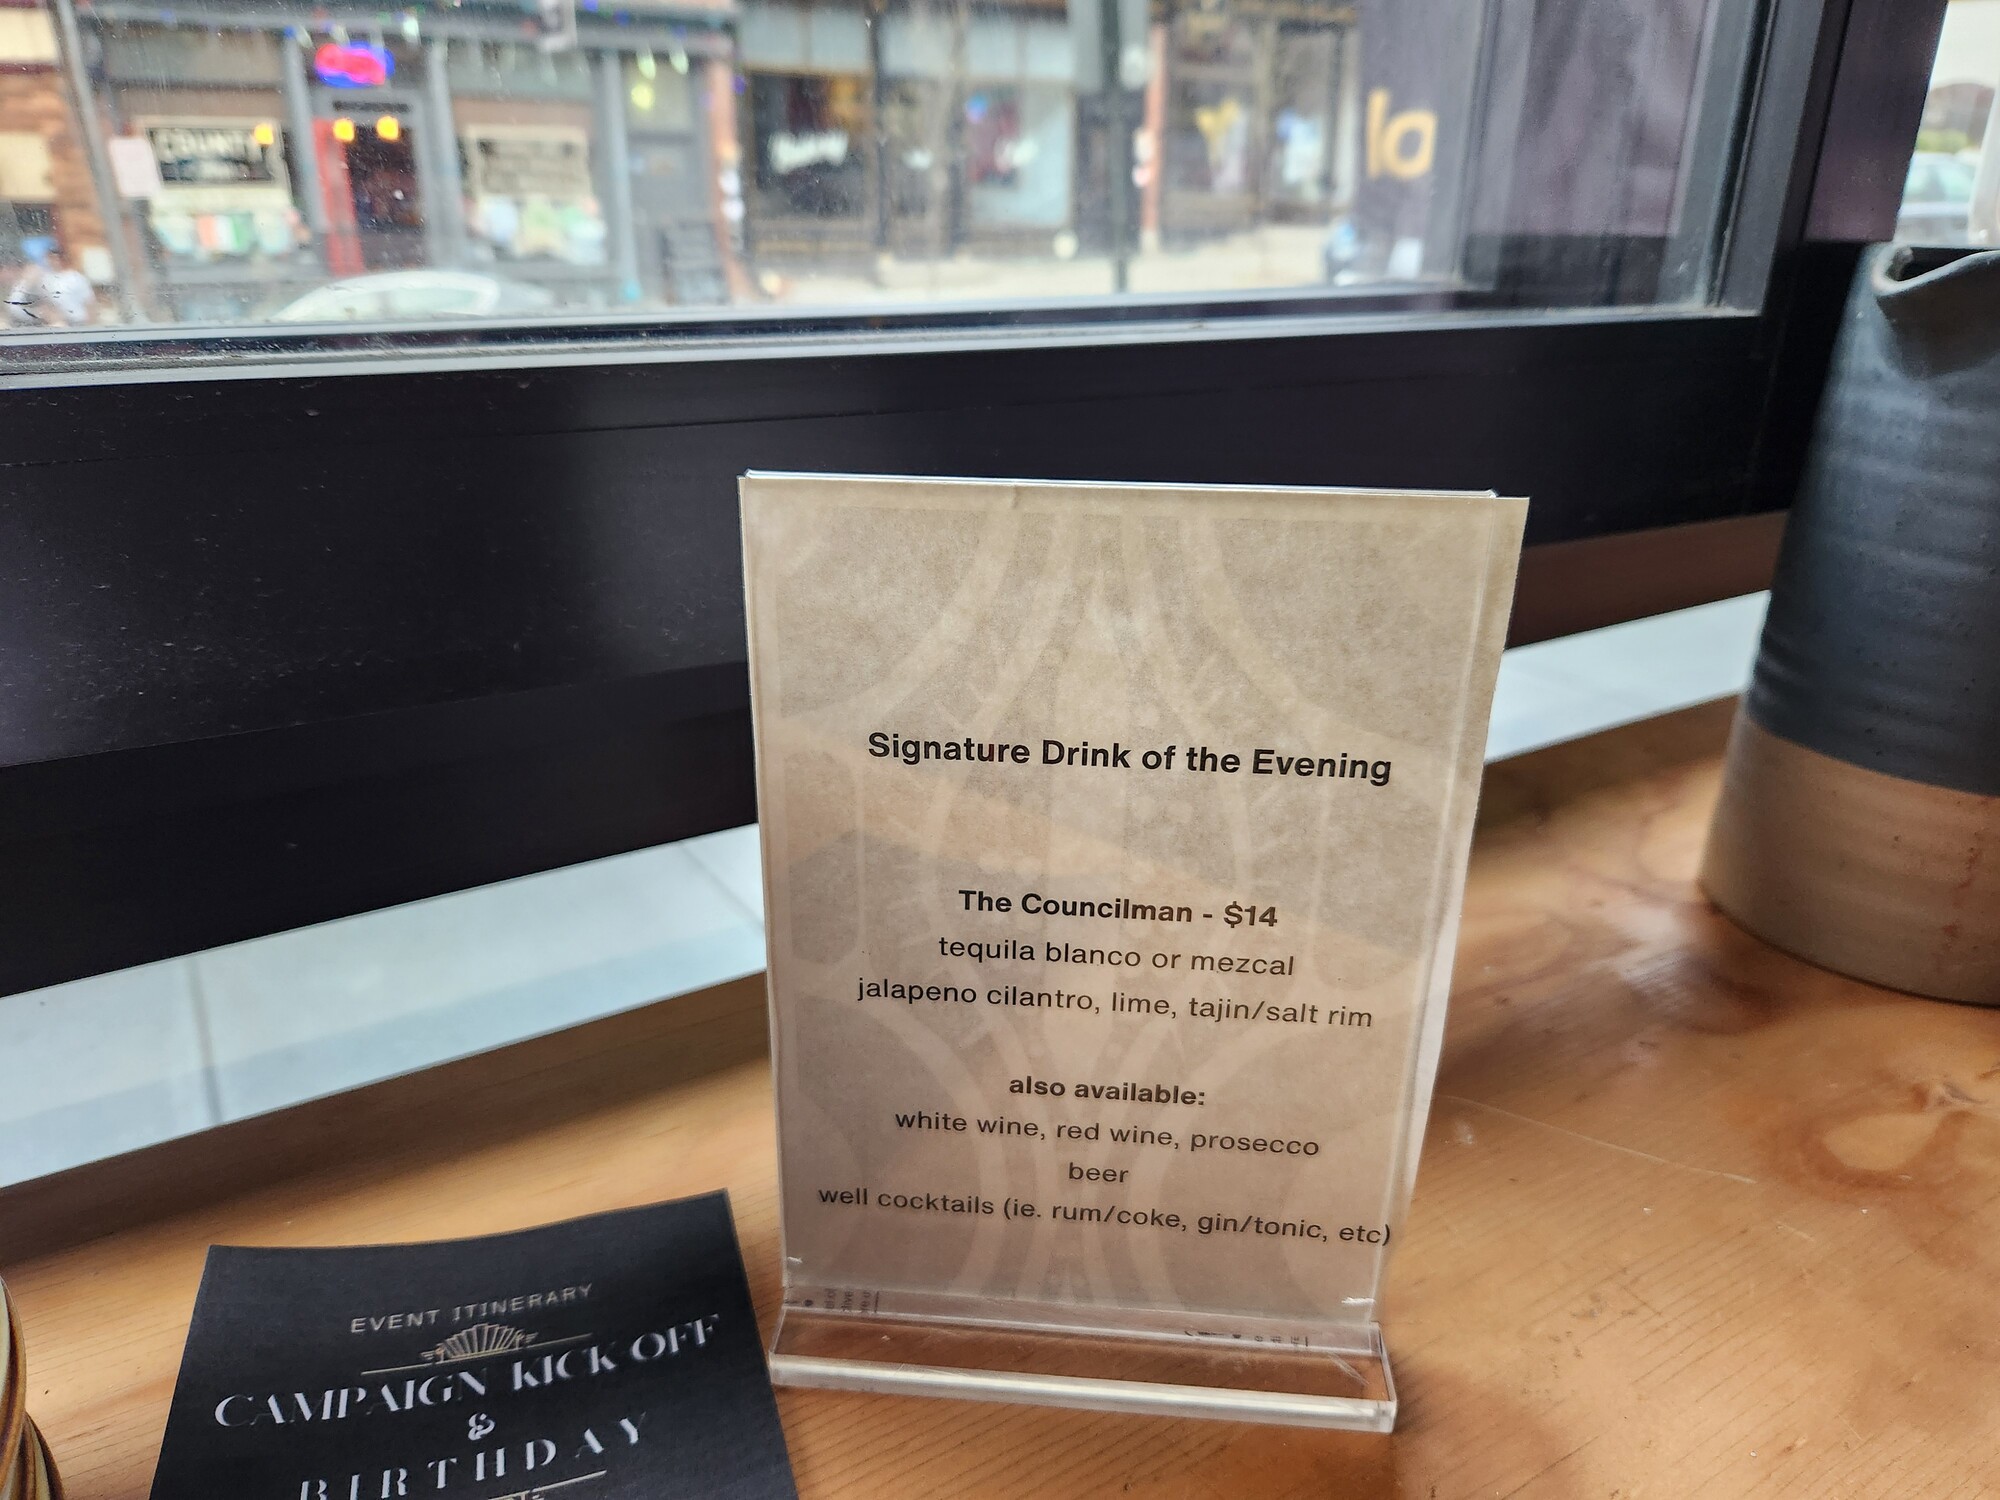 COUNTY
Signature Drink of the Evening
The Councilman - $14
tequila blanco or mezcal
jalapeno cilantro, lime, tajin/salt rim
also available:
white wine, red wine, prosecco
beer
well cocktails (ie. rum/coke, gin/tonic, etc)
EVENT ITINERARY
CAMPAIGN KICK OFF
&
BIRTHDAY